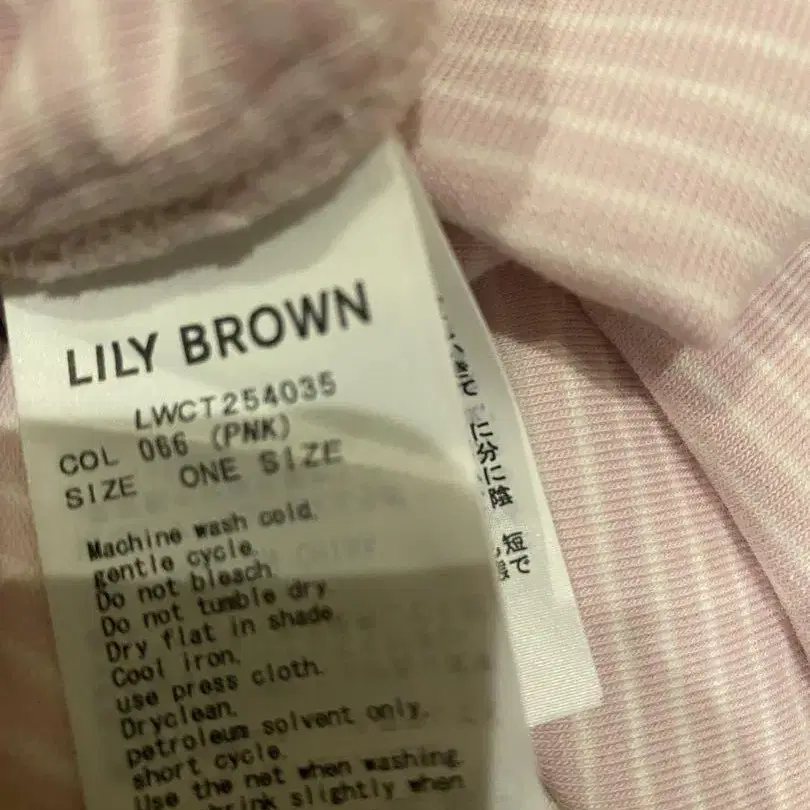 LILY BROWN
LWCT254035
COL 066 (PNK)
SIZE ONE SIZE
Machine wash cold.
gentle cycle.
Do not bleach.
Do not tumble dry
Dry flat in shade.
Cool iron.
use press cloth.
Dryclean.
petroleum solvent only.
short cycle.
Use the net when washing.
slightly when
に分に陰
短で